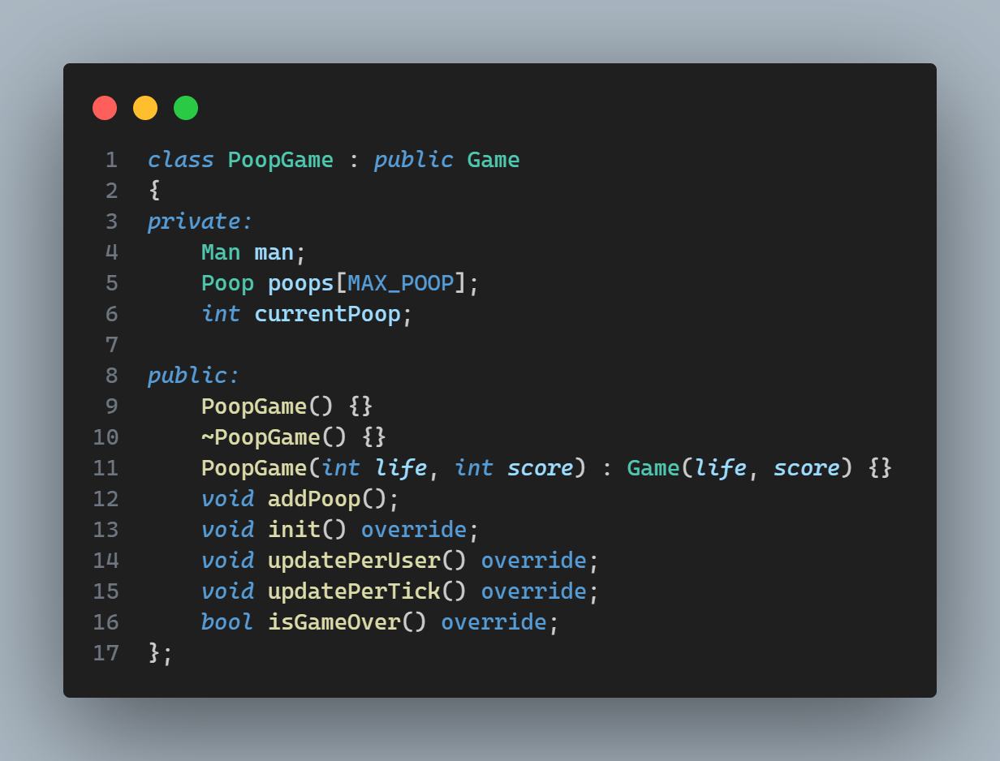 1 class PoopGame : public Game
2 {
3 private:
4     Man man;
5     Poop poops[MAX_POOP];
6     int currentPoop;
7
8 public:
9     PoopGame() {}
10     ~PoopGame() {}
11     PoopGame(int life, int score) : Game(life, score) {}
12     void addPoop();
13     void init() override;
14     void updatePerUser() override;
15     void updatePerTick() override;
16     bool isGameOver() override;
17 };